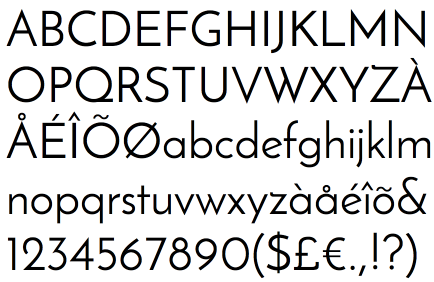 ABCDEFGHIJKLMN
OPQRSTUVWXYZÀ
ÅÉÎÕØabcdefghijklm
nopqrstuvwxyzàåéîõ&
1234567890($£€.,!?)